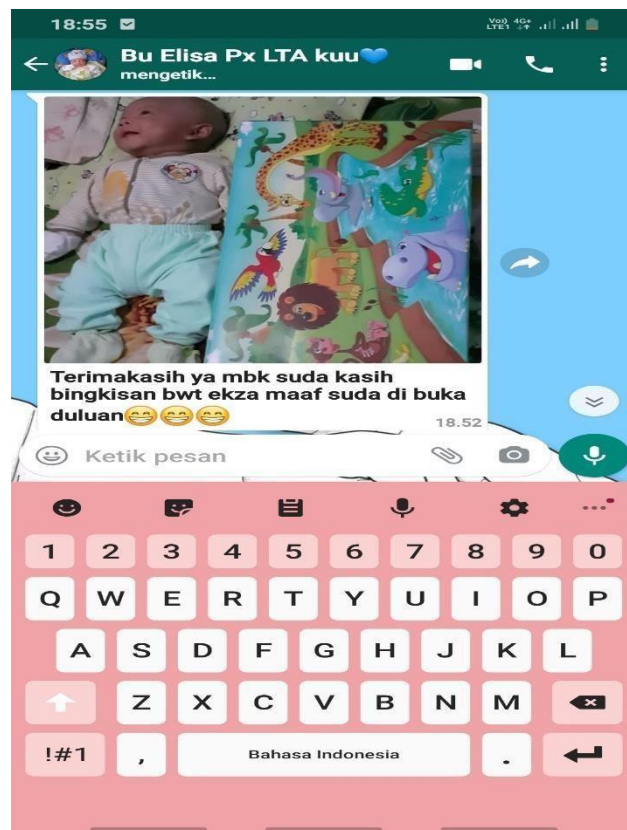 18:55
Vo)) 4G+
LTE1
Bu Elisa Px LTA kuu💙
mengetik...
Terimakasih ya mbk suda kasih
bingkisan bwt ekza maaf suda di buka
duluan😁😁😁
18.52
Ketik pesan
1 2 3 4 5 6 7 8 9 0
Q W E R T Y U I O P
A S D F G H J K L
Z X C V B N M
!#1 , Bahasa Indonesia .